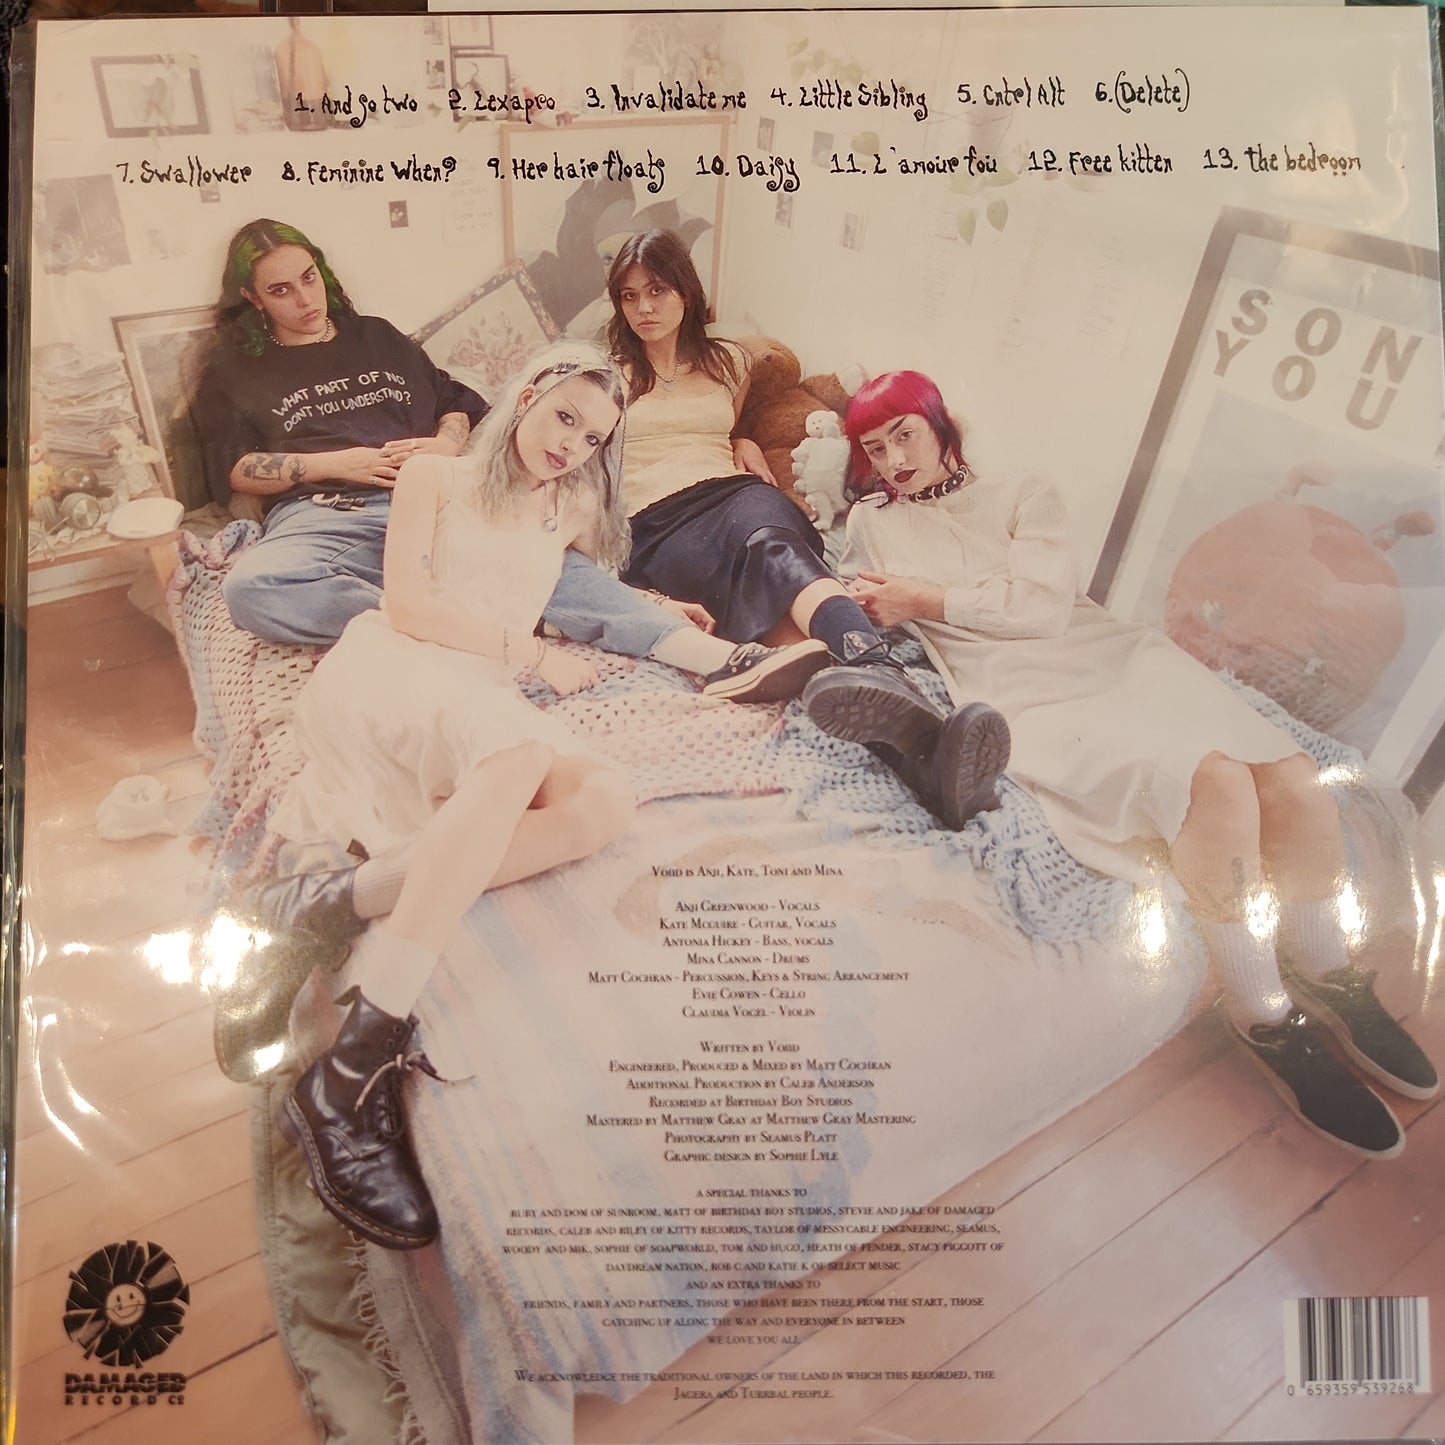 1. And go two 2. Lexapro 3. Invalidate me 4. Little Sibling 5. Cntrl Alt 6. (Delete)
7. Swallower 8. Feminine When? 9. Her hair floats 10. Daisy 11. L'amour fou 12. Free kitten 13. the bedroom
SON
YOU
WHAT PART OF NO
DONT YOU UNDERSTAND?
VOIID IS ANJI, KATE, TONI AND MINA
ANJI GREENWOOD - VOCALS
KATE MCGUIRE - GUITAR, VOCALS
ANTONIA HICKEY - BASS, VOCALS
MINA CANNON - DRUMS
MATT COCHRAN - PERCUSSION, KEYS & STRING ARRANGEMENT
EVIE COWEN - CELLO
CLAUDIA VOGEL - VIOLIN
WRITTEN BY VOIID
ENGINEERED, PRODUCED & MIXED BY MATT COCHRAN
ADDITIONAL PRODUCTION BY CALEB ANDERSON
RECORDED AT BIRTHDAY BOY STUDIOS
MASTERED BY MATTHEW GRAY AT MATTHEW GRAY MASTERING
PHOTOGRAPHY BY SEAMUS PLATT
GRAPHIC DESIGN BY SOPHIE LYLE
A SPECIAL THANKS TO
RUBY AND DOM OF SUNROOM, MATT OF BIRTHDAY BOY STUDIOS, STEVIE AND JAKE OF DAMAGED
RECORDS, CALEB AND RILEY OF KITTY RECORDS, TAYLOR OF MESSYCABLE ENGINEERING, SEAMUS,
WOODY AND MIK, SOPHIE OF SOAPWORLD, TOM AND HUGO, HEATH OF FENDER, STACY PIGGOTT OF
DAYDREAM NATION, ROB C AND KATIE K OF SELECT MUSIC
AND AN EXTRA THANKS TO
FRIENDS, FAMILY AND PARTNERS, THOSE WHO HAVE BEEN THERE FROM THE START, THOSE
CATCHING UP ALONG THE WAY AND EVERYONE IN BETWEEN
WE LOVE YOU ALL
WE ACKNOWLEDGE THE TRADITIONAL OWNERS OF THE LAND IN WHICH THIS RECORDED, THE
JAGERA AND TURRBAL PEOPLE.
DAMAGED
RECORD CO
0 659359 539268